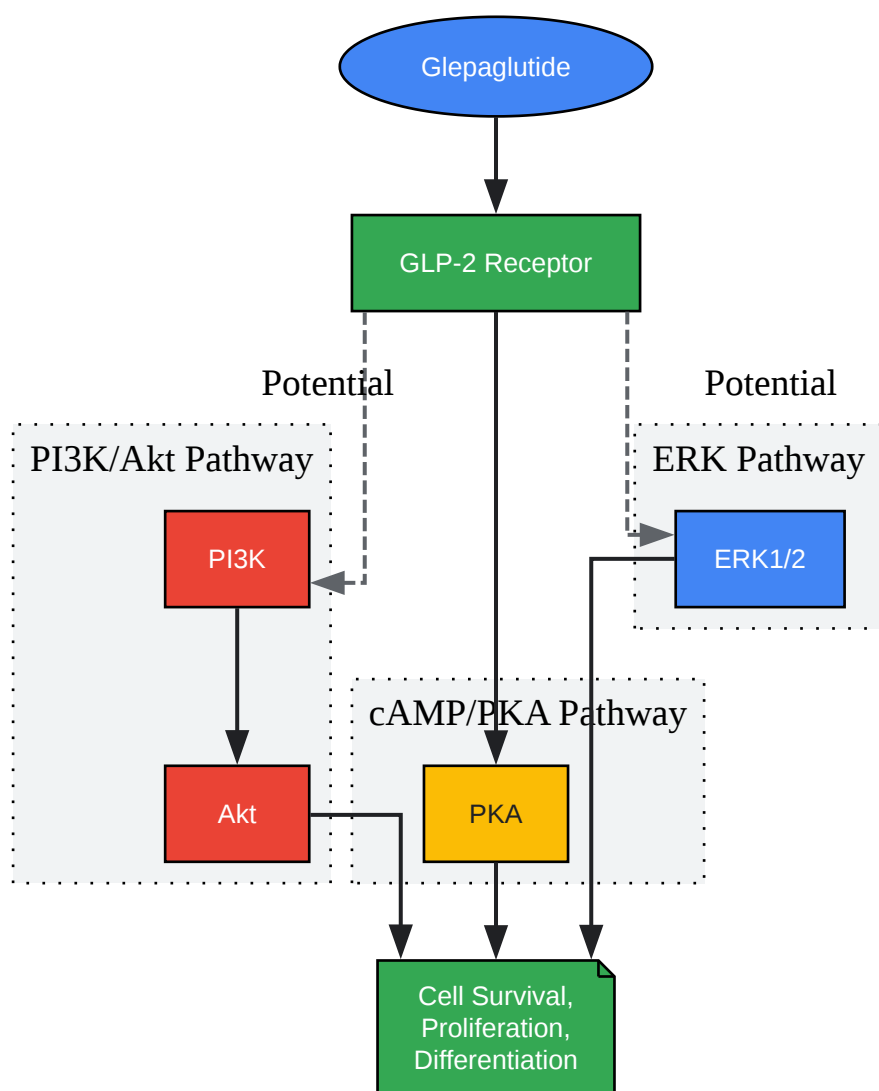 Glepaglutide
GLP-2 Receptor
Potential
Potential
PI3K/Akt Pathway
ERK Pathway
PI3K
ERK1/2
cAMP/PKA Pathway
Akt
PKA
Cell Survival,
Proliferation,
Differentiation